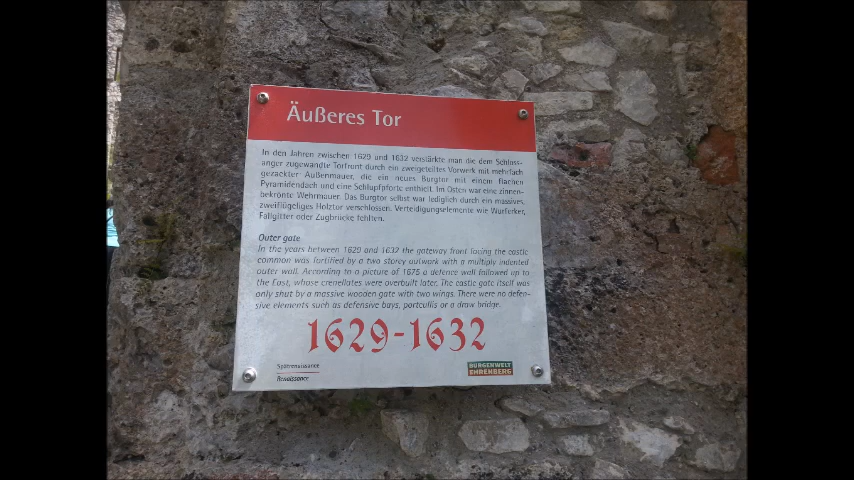 Äußeres Tor
In den Jahren zwischen 1629 und 1632 verstärkte man die dem Schloss-
anger zugewandte Torfront durch ein zweigeteiltes Vorwerk mit mehrfach
gezackter Außenmauer, die ein neues Burgtor mit einem flachen
Pyramidendach und eine Schlupfpforte enthielt. Im Osten war eine zinnen-
bekrönte Wehrmauer. Das Burgtor selbst war lediglich durch ein massives,
zweiflügeliges Holztor verschlossen. Verteidigungselemente wie Wurferker,
Fallgitter oder Zugbrücke fehlten.
Outer gate
In the years between 1629 and 1632 the gateway front facing the castle
common was fortified by a two storey outwork with a multiply indented
outer wall. According to a picture of 1675 a defence wall followed up to
the East, whose crenellates were overbuilt later. The castle gate itself was
only shut by a massive wooden gate with two wings. There were no defen-
sive elements such as defensive bays, portcullis or a draw bridge.
1629-1632
Spätrenaissance
Renaissance
BURGENWELT
EHRENBERG